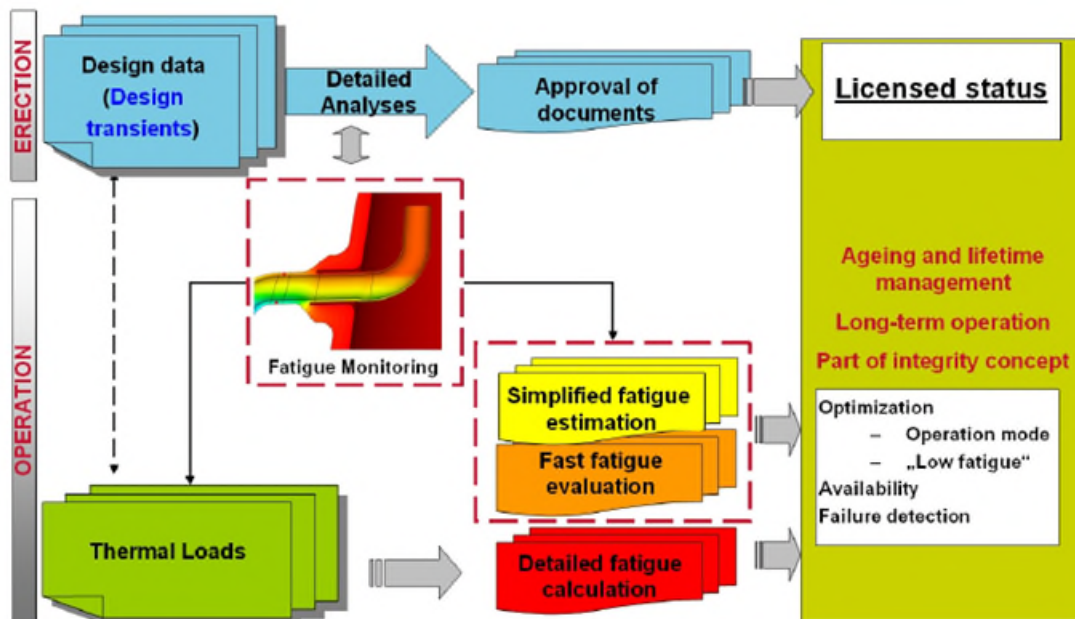 ERECTION
Design data
(Design
transients)
Detailed
Analyses
Approval of
documents
Licensed status
OPERATION
Fatigue Monitoring
Ageing and lifetime
management
Long-term operation
Part of integrity concept
Simplified fatigue
estimation
Fast fatigue
evaluation
Optimization
– Operation mode
– „Low fatigue“
Availability
Failure detection
Thermal Loads
Detailed fatigue
calculation